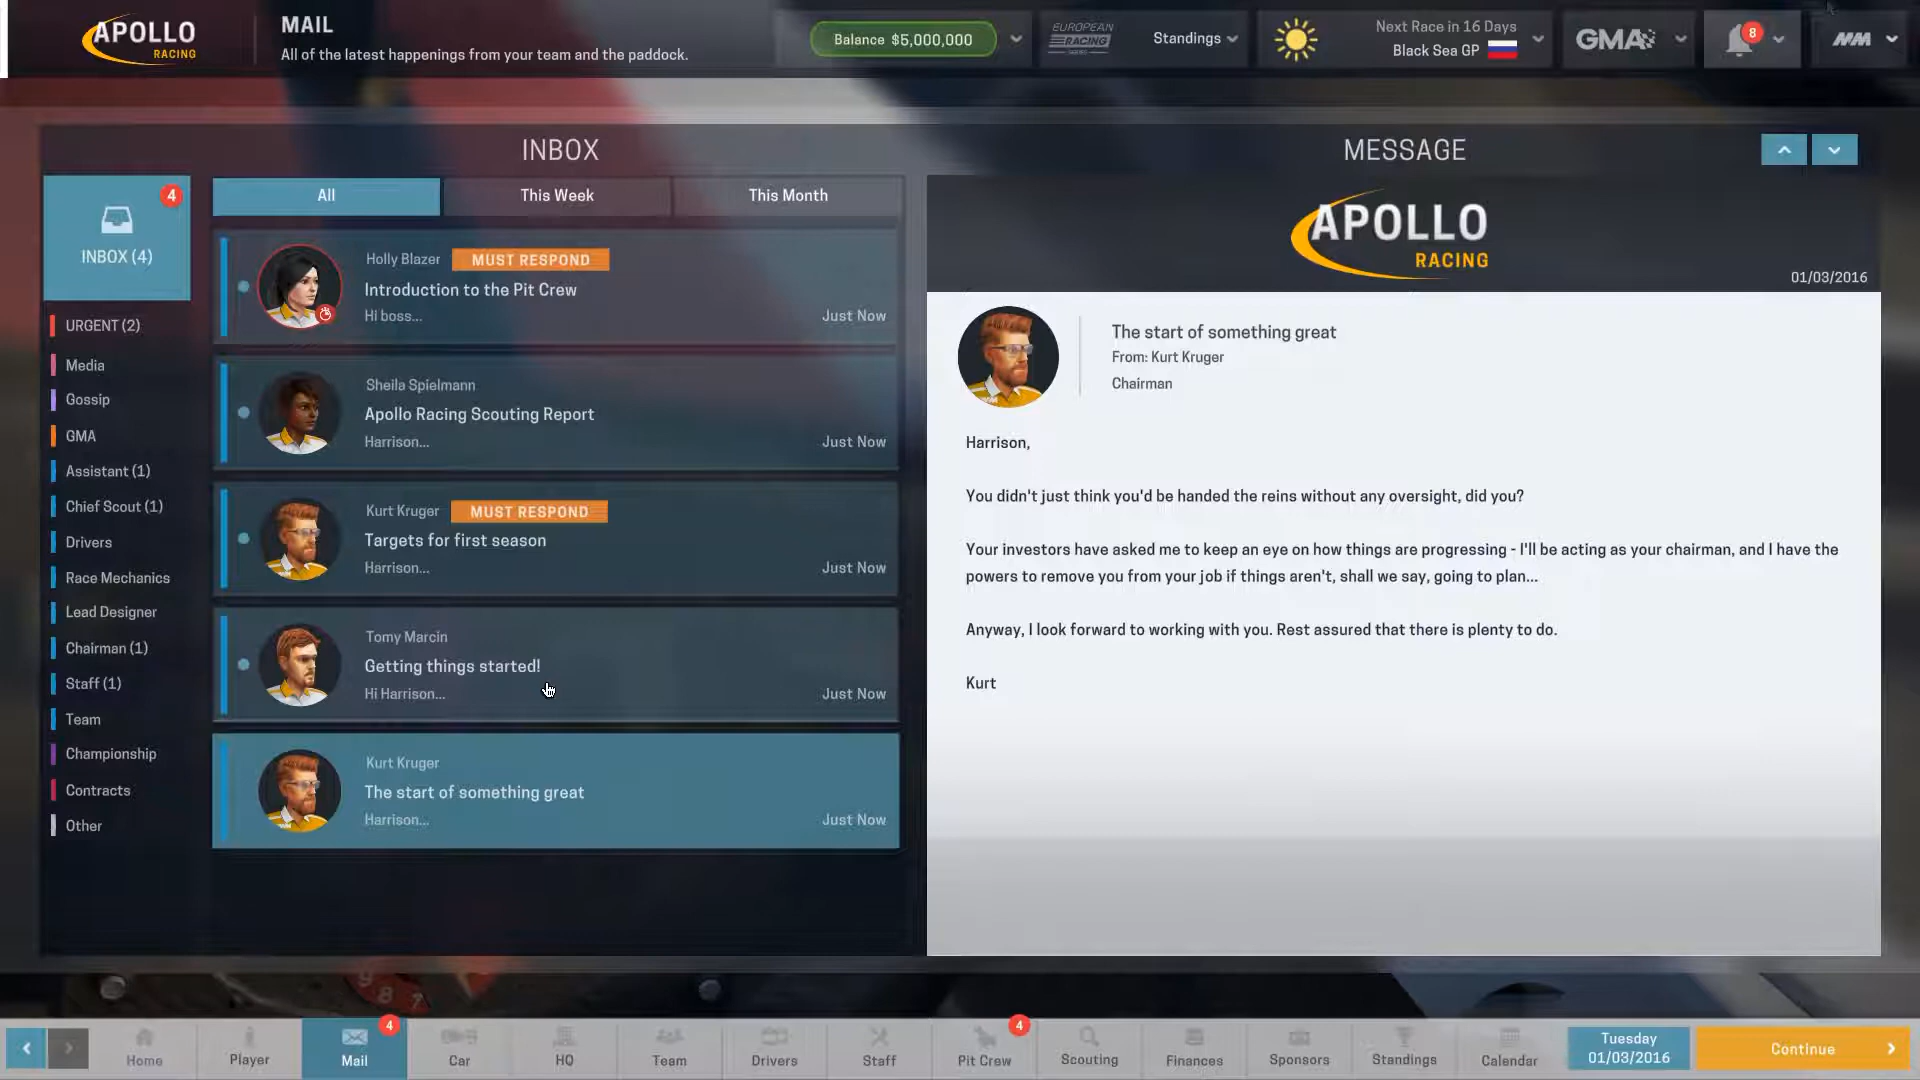 APOLLO
RACING
MAIL
All of the latest happenings from your team and the paddock.
Balance $5,000,000
EUROPEAN
RACING
SERIES
Standings
Next Race in 16 Days
Black Sea GP
GMA
8
MM
INBOX
MESSAGE
4
INBOX (4)
All
This Week
This Month
URGENT (2)
Media
Gossip
GMA
Assistant (1)
Chief Scout (1)
Drivers
Race Mechanics
Lead Designer
Chairman (1)
Staff (1)
Team
Championship
Contracts
Other
Holly Blazer
MUST RESPOND
Introduction to the Pit Crew
Hi boss...
Just Now
Sheila Spielmann
Apollo Racing Scouting Report
Harrison...
Just Now
Kurt Kruger
MUST RESPOND
Targets for first season
Harrison...
Just Now
Tomy Marcin
Getting things started!
Hi Harrison...
Just Now
Kurt Kruger
The start of something great
Harrison...
Just Now
APOLLO
RACING
01/03/2016
The start of something great
From: Kurt Kruger
Chairman
Harrison,
You didn't just think you'd be handed the reins without any oversight, did you?
Your investors have asked me to keep an eye on how things are progressing - I'll be acting as your chairman, and I have the
powers to remove you from your job if things aren't, shall we say, going to plan...
Anyway, I look forward to working with you. Rest assured that there is plenty to do.
Kurt
9 8 7
Home
Player
4
Mail
Car
HQ
Team
Drivers
Staff
4
Pit Crew
Scouting
Finances
Sponsors
Standings
Calendar
Tuesday
01/03/2016
Continue